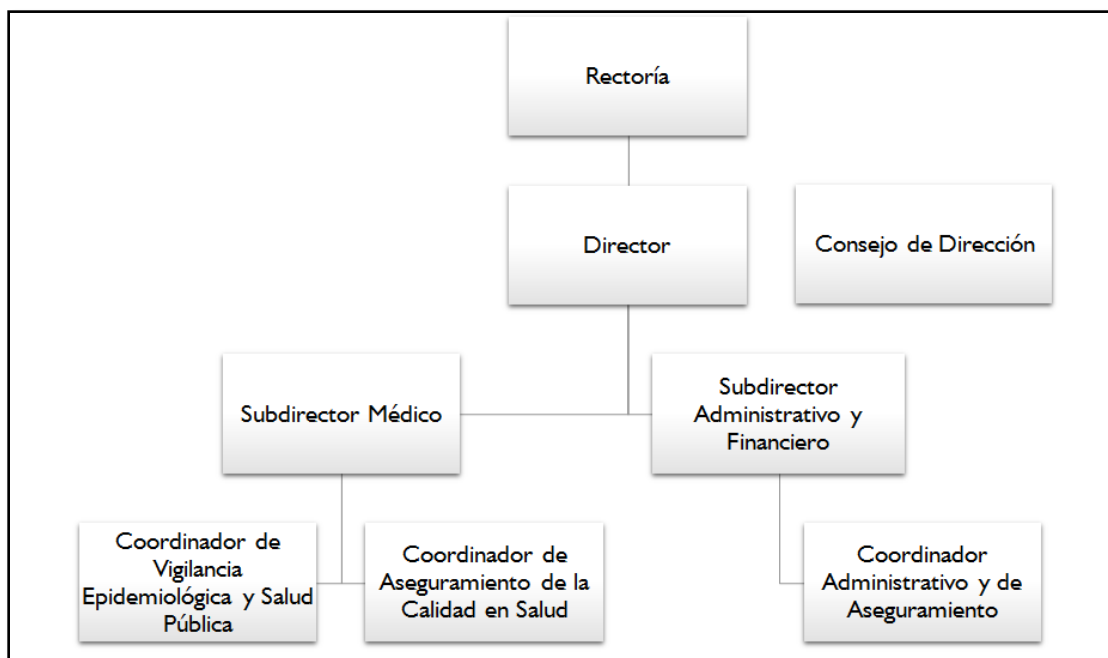 Rectoría
Director
Consejo de Dirección
Subdirector Médico
Subdirector
Administrativo y
Financiero
Coordinador de
Vigilancia
Epidemiológica y Salud
Pública
Coordinador de
Aseguramiento de la
Calidad en Salud
Coordinador
Administrativo y de
Aseguramiento